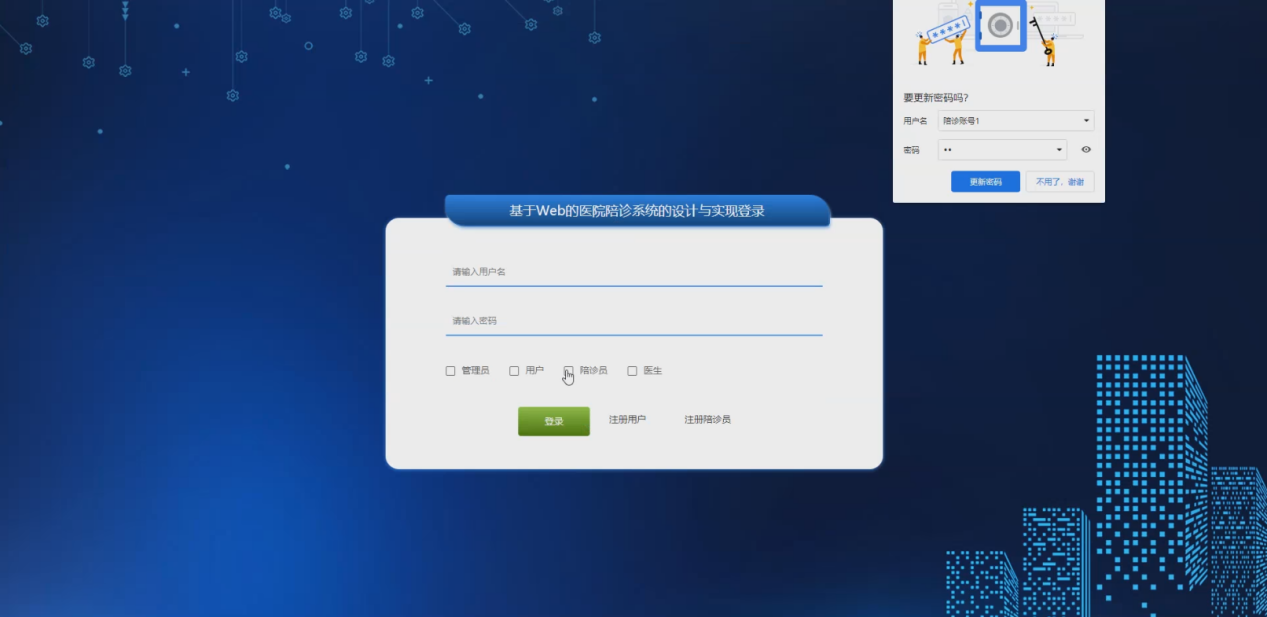 ****
要更新密码吗?
用户名 陪诊账号1
密码 ••
更新密码 不用了，谢谢
基于Web的医院陪诊系统的设计与实现登录
请输入用户名
请输入密码
管理员 用户 陪诊员 医生
登录 注册用户 注册陪诊员